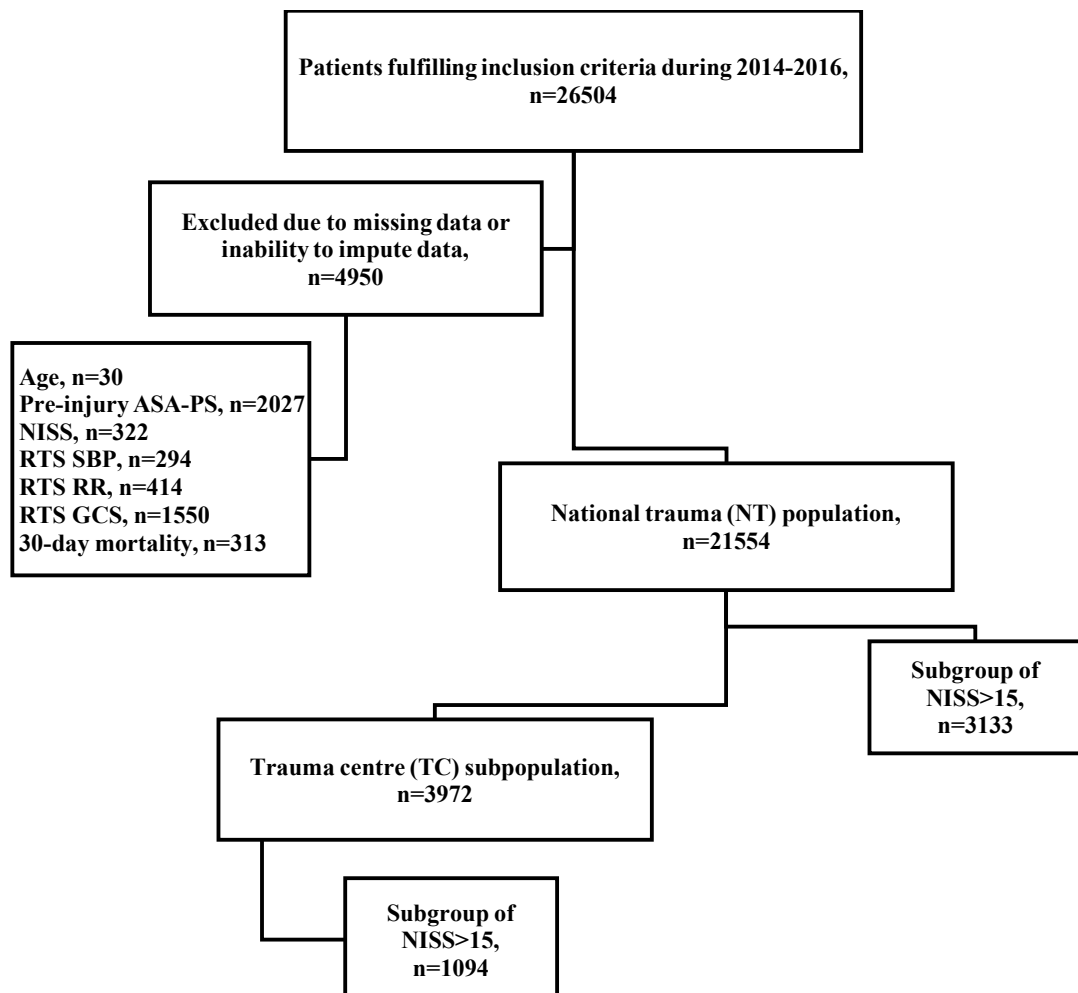 Patients fulfilling inclusion criteria during 2014-2016,
n=26504
Excluded due to missing data or
inability to impute data,
n=4950
Age, n=30
Pre-injury ASA-PS, n=2027
NISS, n=322
RTS SBP, n=294
RTS RR, n=414
RTS GCS, n=1550
30-day mortality, n=313
National trauma (NT) population,
n=21554
Subgroup of
NISS>15,
n=3133
Trauma centre (TC) subpopulation,
n=3972
Subgroup of
NISS>15,
n=1094